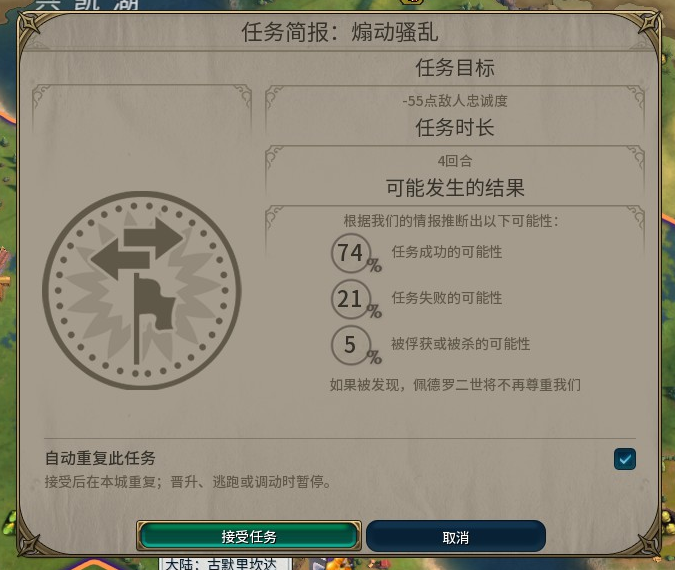 兴凯湖
任务简报：煽动骚乱
任务目标
-55点敌人忠诚度
任务时长
4回合
可能发生的结果
根据我们的情报推断出以下可能性：
74% 任务成功的可能性
21% 任务失败的可能性
5% 被俘获或被杀的可能性
如果被发现，佩德罗二世将不再尊重我们
自动重复此任务
接受后在本城重复；晋升、逃跑或调动时暂停。
接受任务
取消
大陆：古默里坎达